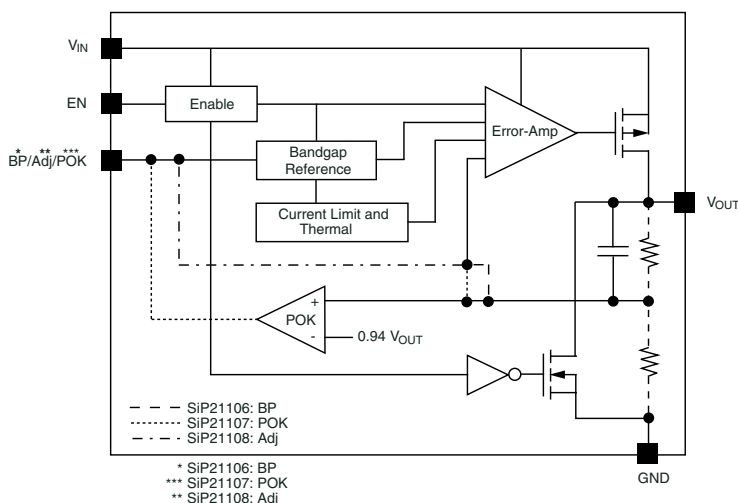 VIN
EN
Enable
* ** ***
BP/Adj/POK
Bandgap
Reference
Current Limit and
Thermal
Error-Amp
VOUT
+
POK
-
0.94 VOUT
SiP21106: BP
SiP21107: POK
SiP21108: Adj
GND
* SiP21106: BP
*** SiP21107: POK
** SiP21108: Adj